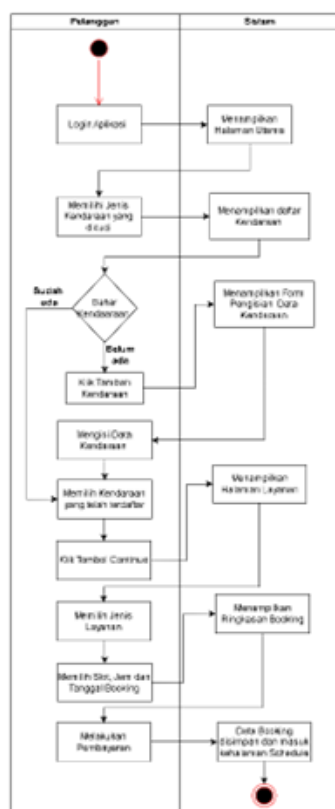 Pelanggan
Sistem
Login Aplikasi
Menampilkan
Halaman Utama
Memilih Jenis
Kendaraan yang
dicuci
Menampilkan daftar
Kendaraan
Sudah
ada
Daftar
Kendaaraan
Belum
ada
Menampilkan Form
Pengisian Data
Kendaraan
Klik Tambah
Kendaraan
Mengisi Data
Kendaraan
Memilih Kendaraan
yang telah terdaftar
Menampilkan
Halaman Layanan
Klik Tombol Continue
Memilih Jenis
Layanan
Menampilkan
Ringkasan Booking
Memilih Slot, Jam dan
Tanggal Booking
Melakukan
Pembayaran
Data Booking
disimpan dan masuk
kehalaman Schedule